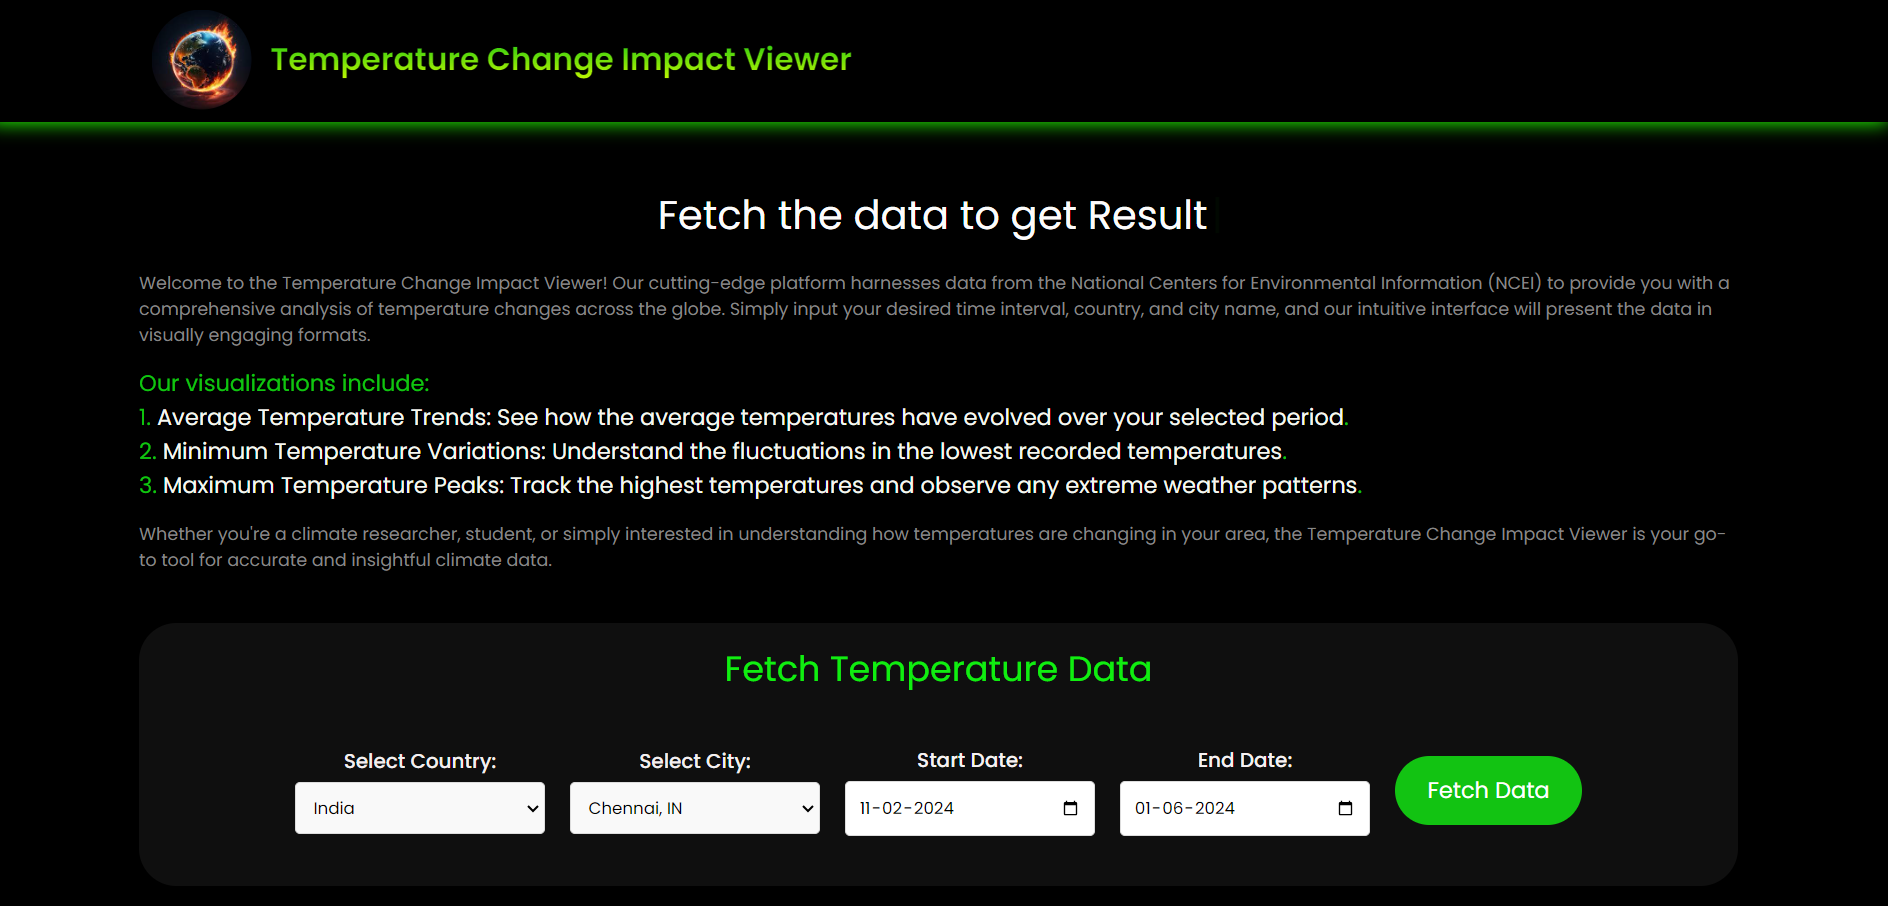 Temperature Change Impact Viewer
Fetch the data to get Result
Welcome to the Temperature Change Impact Viewer! Our cutting-edge platform harnesses data from the National Centers for Environmental Information (NCEI) to provide you with a
comprehensive analysis of temperature changes across the globe. Simply input your desired time interval, country, and city name, and our intuitive interface will present the data in
visually engaging formats.
Our visualizations include:
1. Average Temperature Trends: See how the average temperatures have evolved over your selected period.
2. Minimum Temperature Variations: Understand the fluctuations in the lowest recorded temperatures.
3. Maximum Temperature Peaks: Track the highest temperatures and observe any extreme weather patterns.
Whether you're a climate researcher, student, or simply interested in understanding how temperatures are changing in your area, the Temperature Change Impact Viewer is your go-
to tool for accurate and insightful climate data.
Fetch Temperature Data
Select Country: Select City: Start Date: End Date:
India Chennai, IN 11-02-2024 01-06-2024 Fetch Data